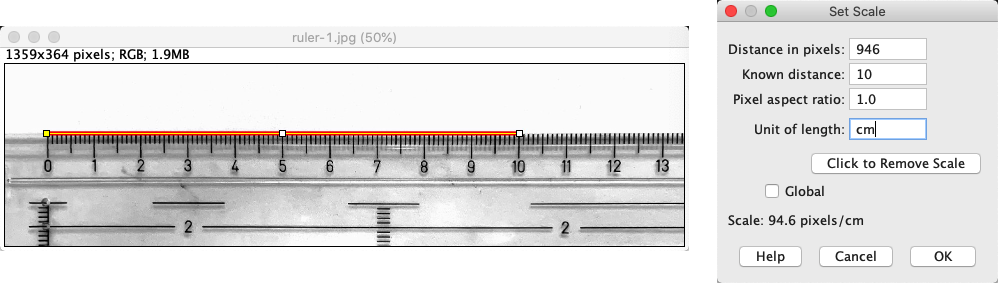 ruler-1.jpg (50%)
1359x364 pixels; RGB; 1.9MB
0 1 2 3 4 5 6 7 8 9 10 11 12 13
2 2
Set Scale
Distance in pixels: 946
Known distance: 10
Pixel aspect ratio: 1.0
Unit of length: cm
Click to Remove Scale
Global
Scale: 94.6 pixels/cm
Help Cancel OK